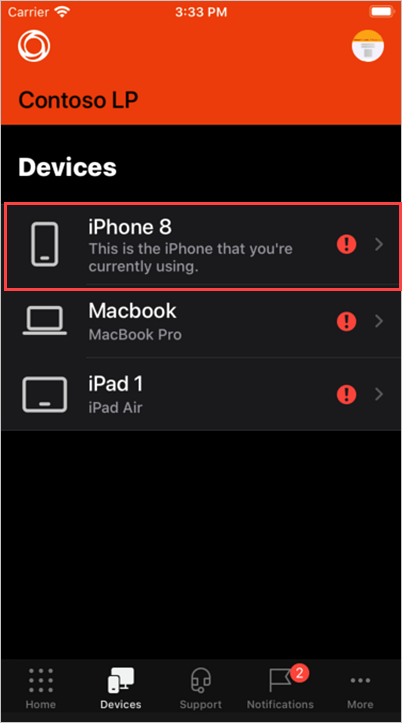 Carrier 3:33 PM
Contoso LP
Devices
iPhone 8
This is the iPhone that you're
currently using.
Macbook
MacBook Pro
iPad 1
iPad Air
2
Home Devices Support Notifications More